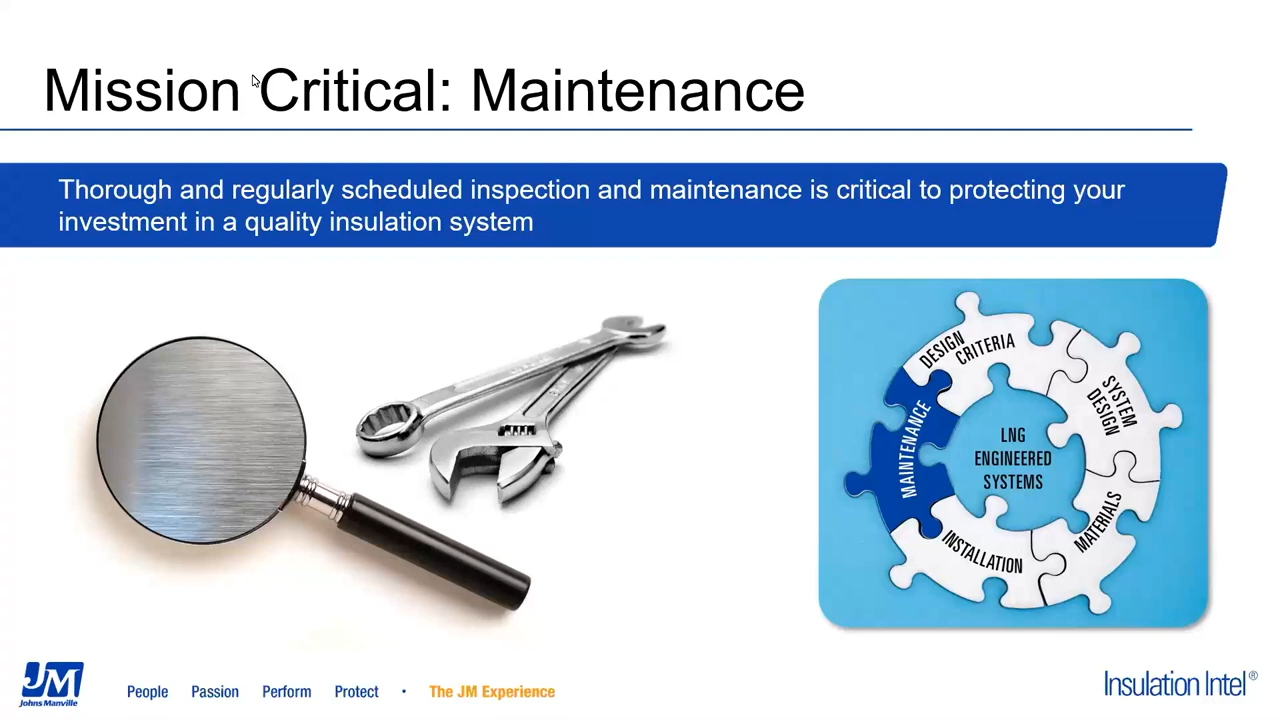 Mission Critical: Maintenance
Thorough and regularly scheduled inspection and maintenance is critical to protecting your
investment in a quality insulation system
DESIGN
CRITERIA
SYSTEM
DESIGN
MAINTENANCE
LNG
ENGINEERED
SYSTEMS
MATERIALS
INSTALLATION
JM
Johns Manville
People Passion Perform Protect • The JM Experience
Insulation Intel®